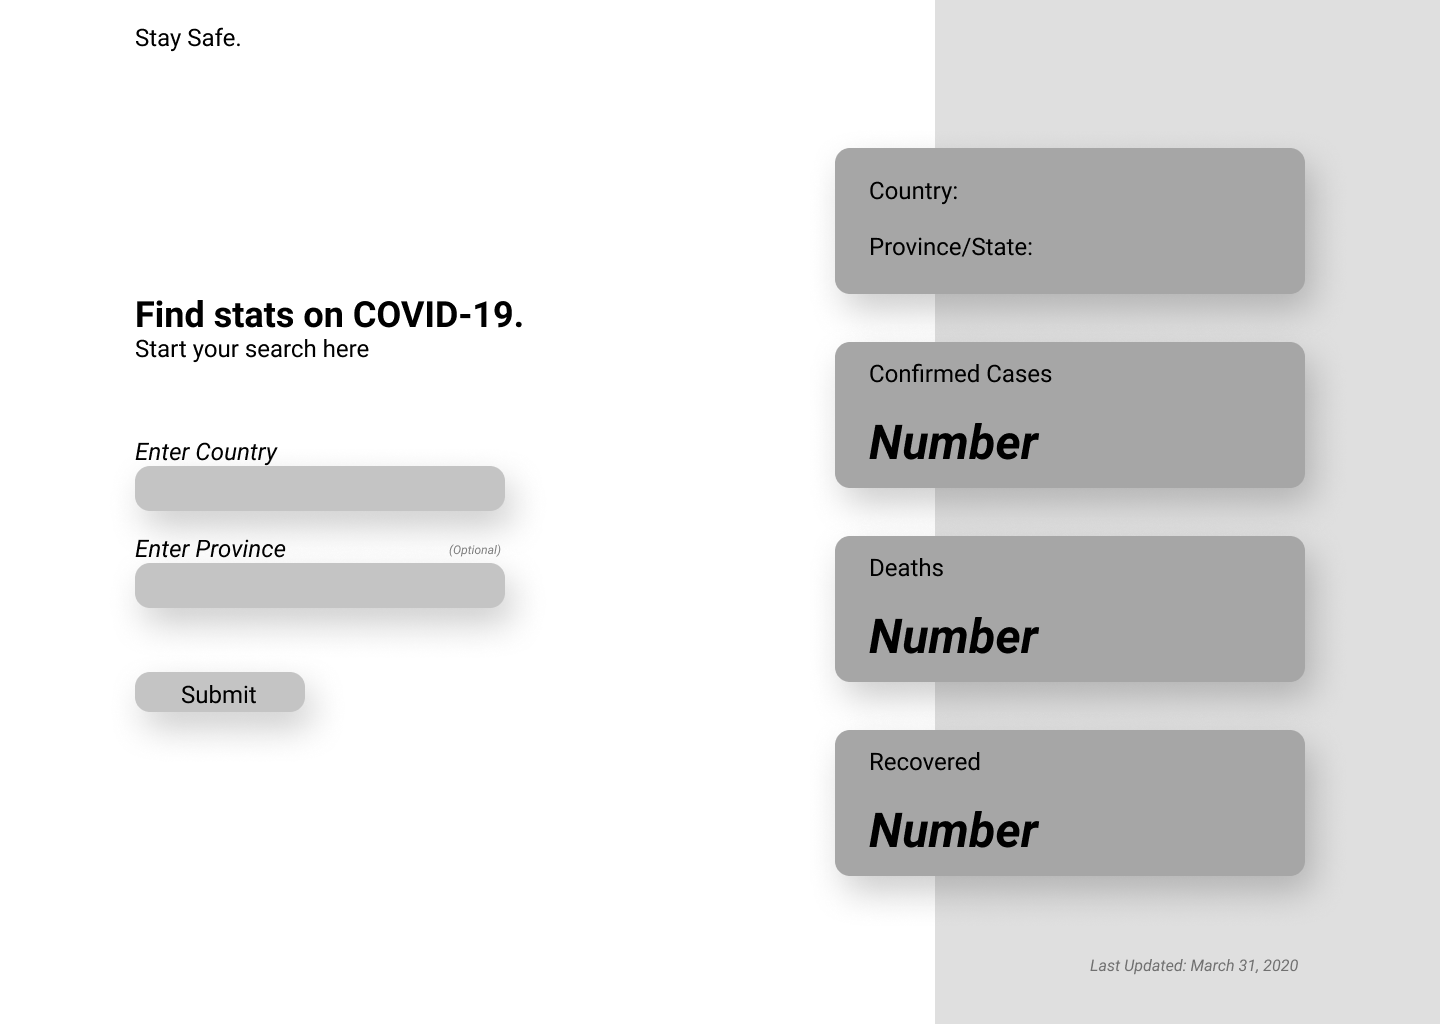 Stay Safe.
Find stats on COVID-19.
Start your search here
Enter Country
Enter Province (Optional)
Submit
Country:
Province/State:
Confirmed Cases
Number
Deaths
Number
Recovered
Number
Last Updated: March 31, 2020